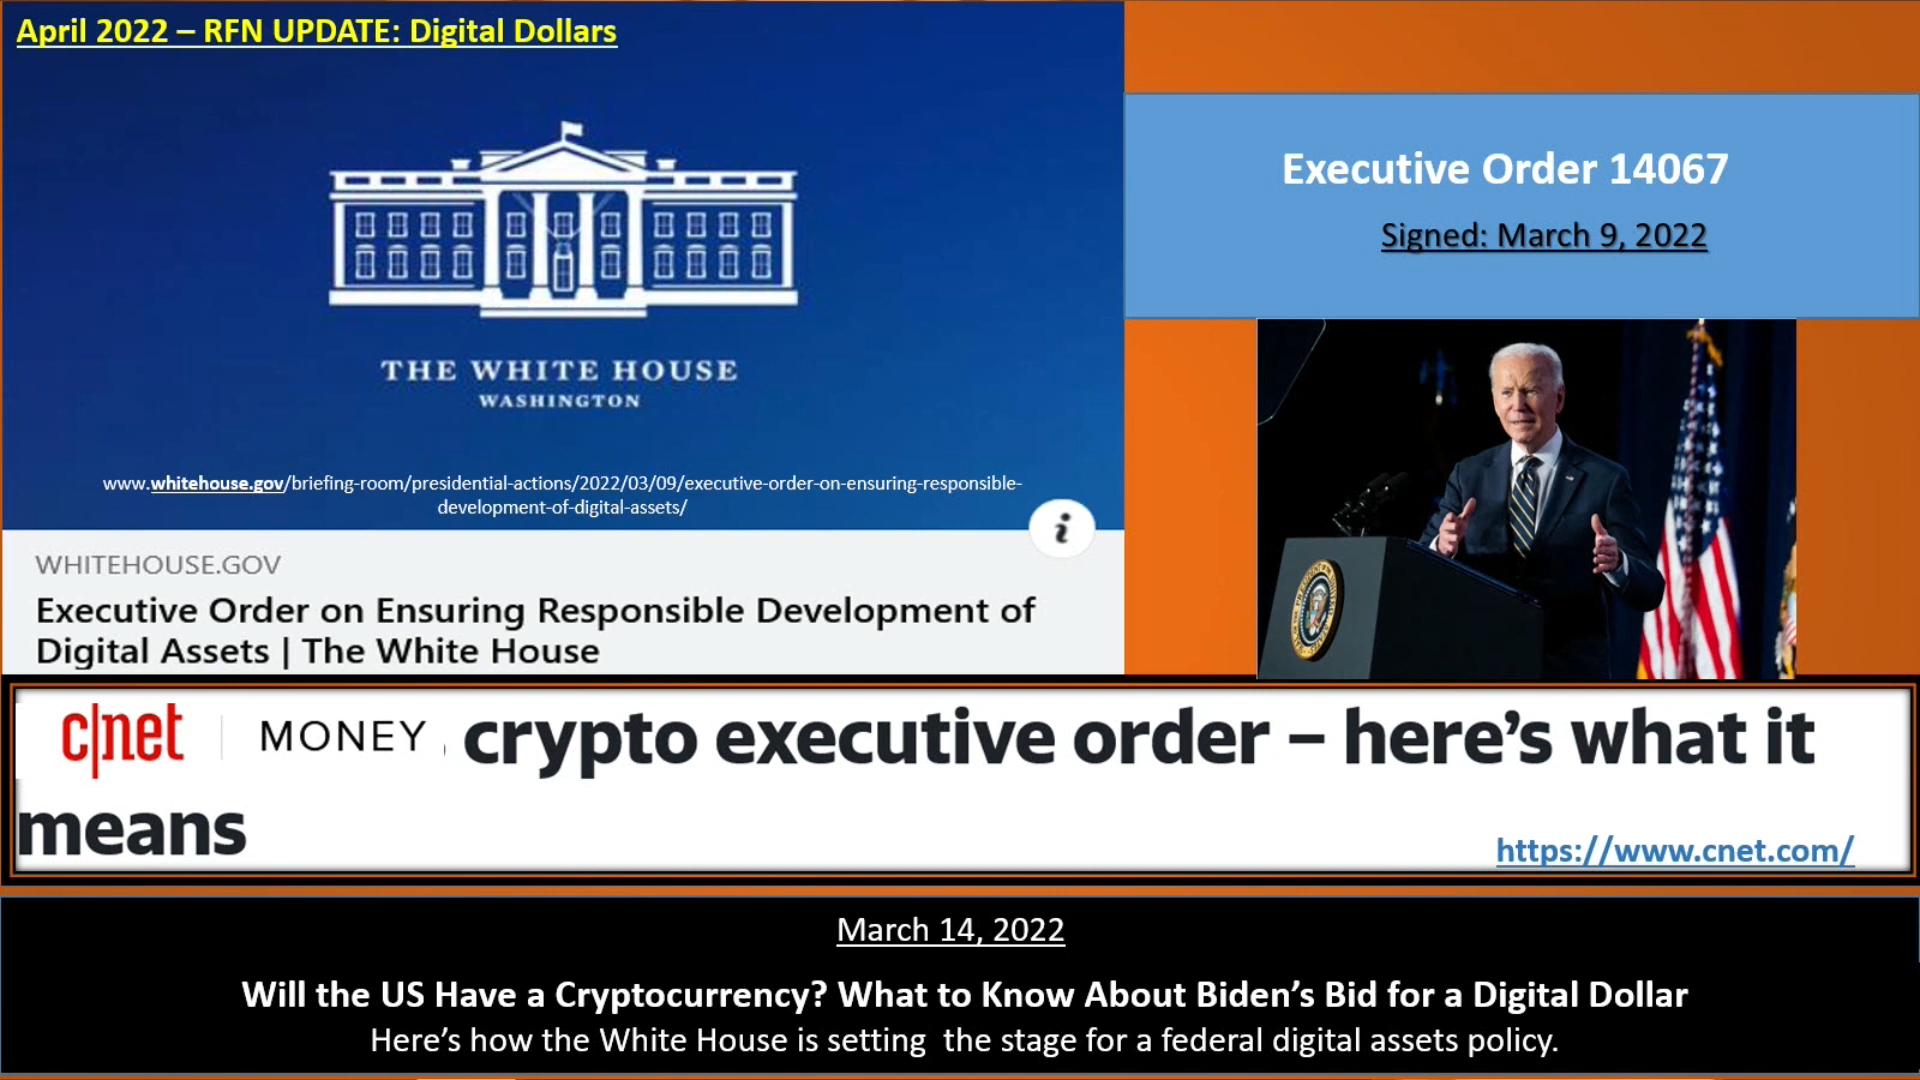 April 2022 – RFN UPDATE: Digital Dollars
THE WHITE HOUSE
WASHINGTON
www.whitehouse.gov/briefing-room/presidential-actions/2022/03/09/executive-order-on-ensuring-responsible-
development-of-digital-assets/
i
WHITEHOUSE.GOV
Executive Order on Ensuring Responsible Development of
Digital Assets | The White House
Executive Order 14067
Signed: March 9, 2022
c|net | MONEY, crypto executive order – here's what it
means
https://www.cnet.com/
March 14, 2022
Will the US Have a Cryptocurrency? What to Know About Biden's Bid for a Digital Dollar
Here's how the White House is setting  the stage for a federal digital assets policy.